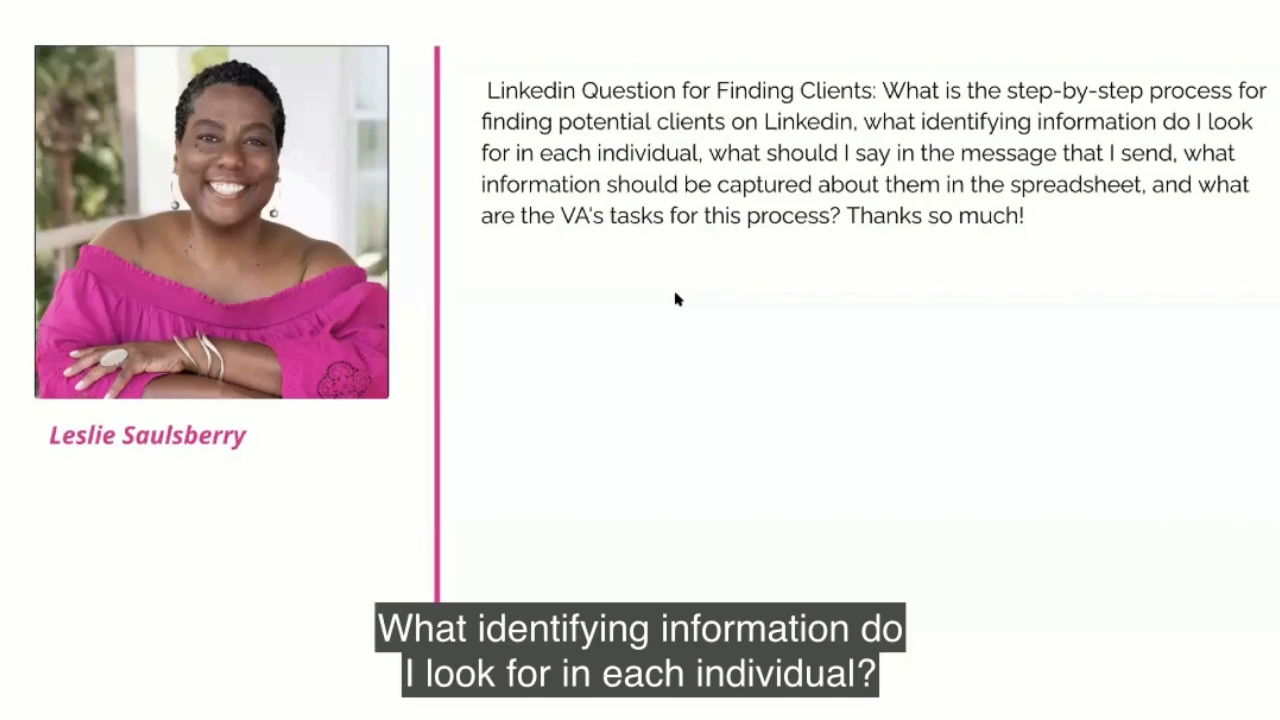 Linkedin Question for Finding Clients: What is the step-by-step process for
finding potential clients on Linkedin, what identifying information do I look
for in each individual, what should I say in the message that I send, what
information should be captured about them in the spreadsheet, and what
are the VA's tasks for this process? Thanks so much!
Leslie Saulsberry
What identifying information do
I look for in each individual?